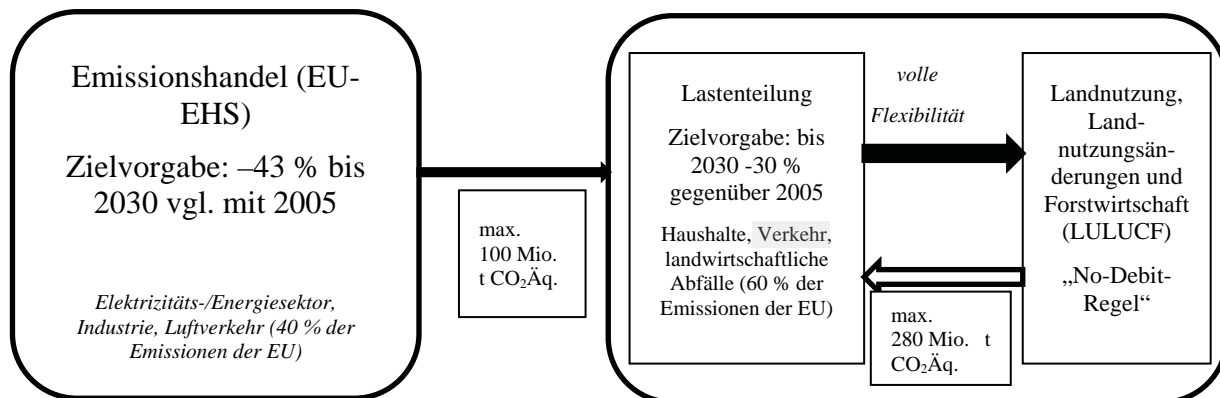 Emissionshandel (EU-
EHS)
Zielvorgabe: –43 % bis
2030 vgl. mit 2005
Elektrizitäts-/Energiesektor,
Industrie, Luftverkehr (40 % der
Emissionen der EU)
max.
100 Mio.
t CO₂Äq.
Lastenteilung
Zielvorgabe: bis
2030 -30 %
gegenüber 2005
Haushalte, Verkehr,
landwirtschaftliche
Abfälle (60 % der
Emissionen der EU)
volle
Flexibilität
max.
280 Mio. t
CO₂Äq.
Landnutzung,
Land-
nutzungsän-
derungen und
Forstwirtschaft
(LULUCF)
„No-Debit-
Regel“